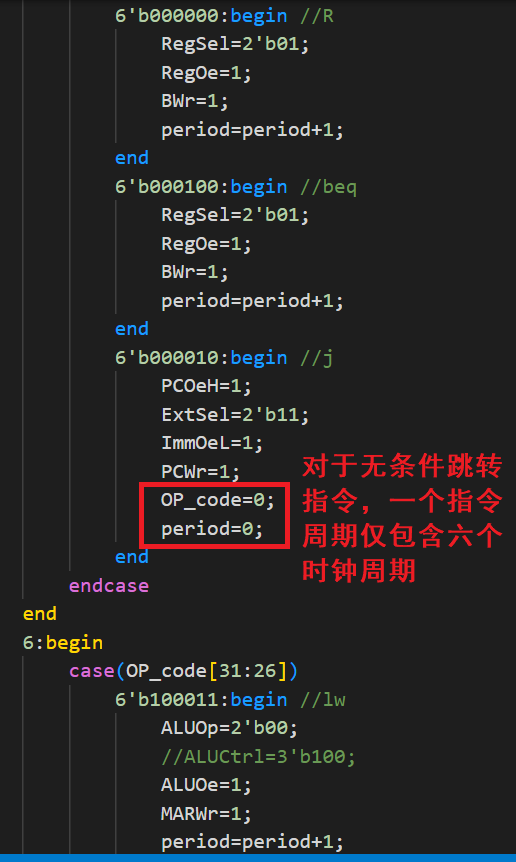 6'b000000:begin //R
RegSel=2'b01;
RegOe=1;
BWr=1;
period=period+1;
end
6'b000100:begin //beq
RegSel=2'b01;
RegOe=1;
BWr=1;
period=period+1;
end
6'b000010:begin //j
PCOeH=1;
ExtSel=2'b11;
ImmOeL=1;
PCWr=1;
OP_code=0;
period=0;
对于无条件跳转
指令，一个指令
周期仅包含六个
时钟周期
end
endcase
end
6:begin
case(OP_code[31:26])
6'b100011:begin //lw
ALUOp=2'b00;
//ALUCtrl=3'b100;
ALUOe=1;
MARWr=1;
period=period+1;